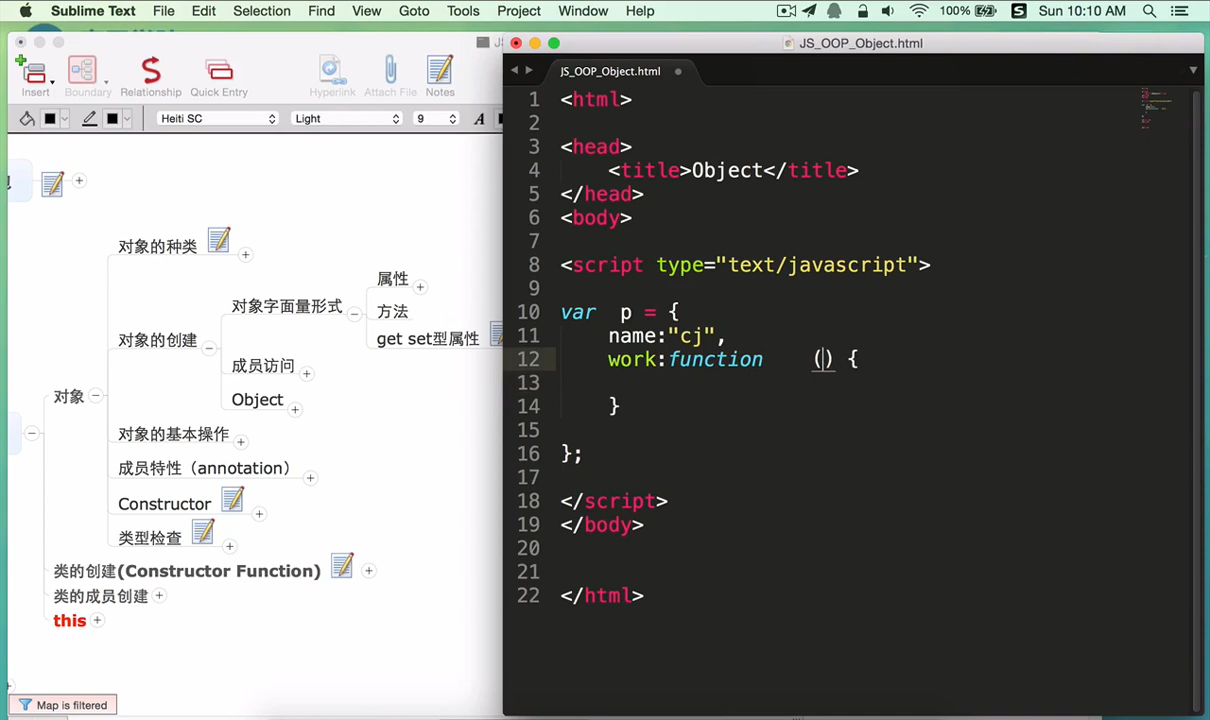 Sublime Text File Edit Selection Find View Goto Tools Project Window Help 100% Sun 10:10 AM
JS_OOP_Object.html
Insert Boundary Relationship Quick Entry Hyperlink Attach File Notes
Heiti SC Light 9 A
对象的种类
对象的创建
对象字面量形式
属性
方法
get set型属性
成员访问
Object
对象
对象的基本操作
成员特性（annotation）
Constructor
类型检查
类的创建(Constructor Function)
类的成员创建
this
Map is filtered
JS_OOP_Object.html
1 <html>
2
3 <head>
4 <title>Object</title>
5 </head>
6 <body>
7
8 <script type="text/javascript">
9
10 var p = {
11 name:"cj",
12 work:function () {
13
14 }
15
16 };
17
18 </script>
19 </body>
20
21
22 </html>